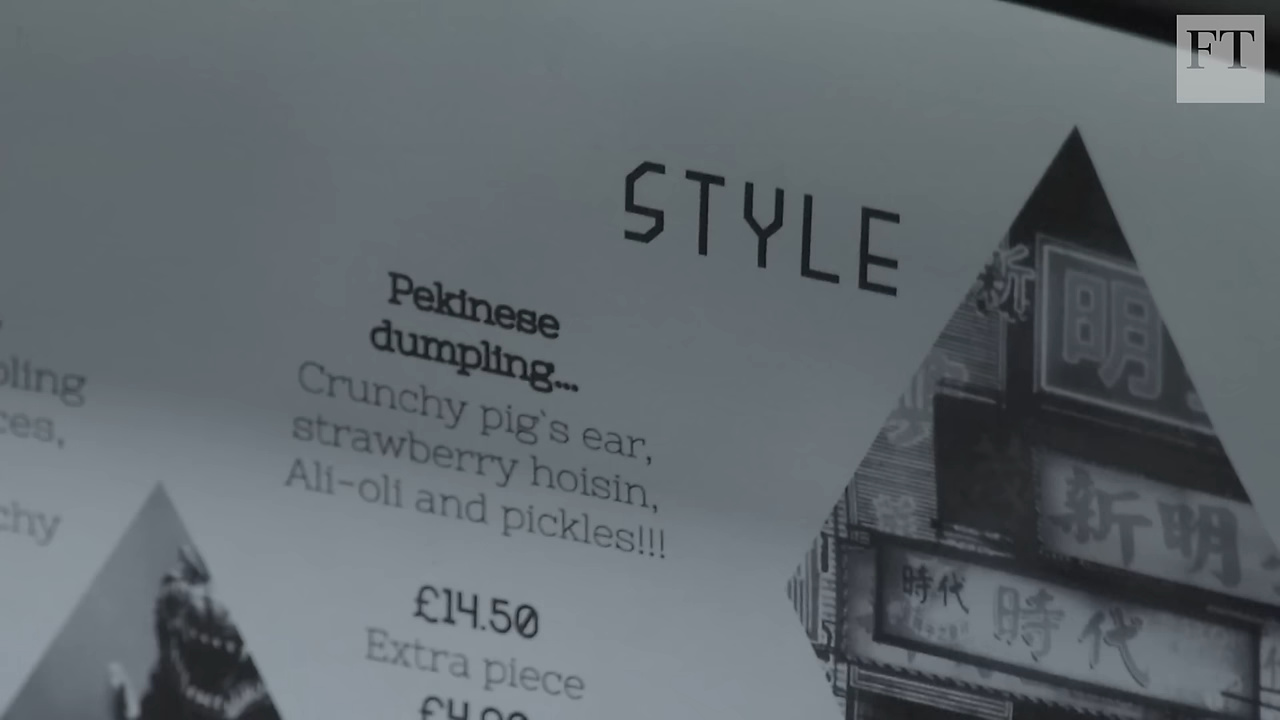 FT
STYLE
Pekinese
dumpling...
Crunchy pig`s ear,
strawberry hoisin,
Ali-oli and pickles!!!
£14.50
Extra piece
新
明
新明
時代
時代